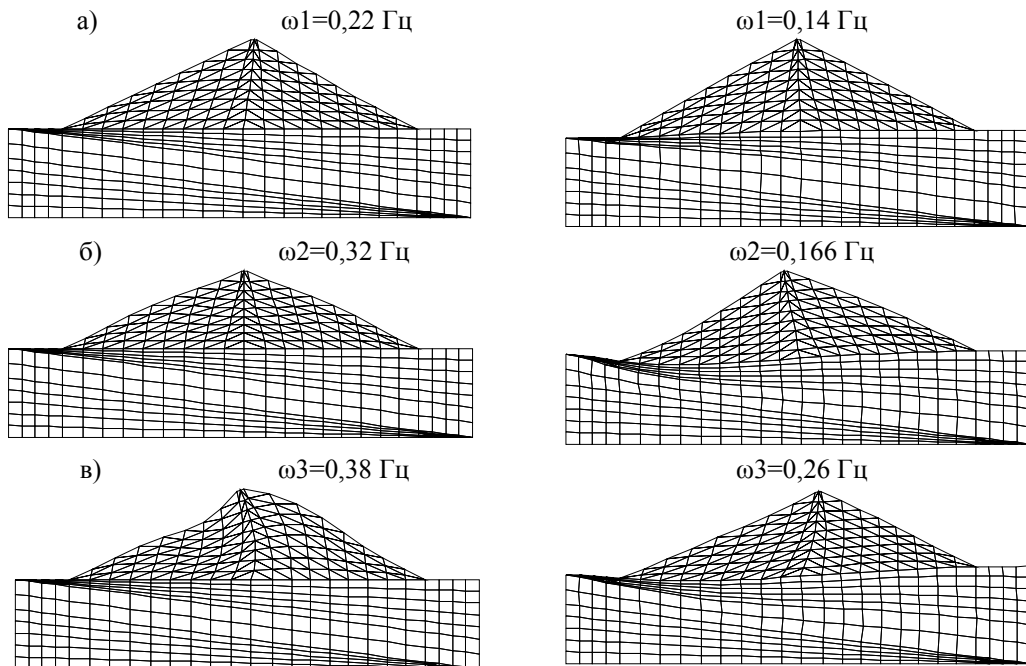 а) ω1=0,22 Гц ω1=0,14 Гц
б) ω2=0,32 Гц ω2=0,166 Гц
в) ω3=0,38 Гц ω3=0,26 Гц